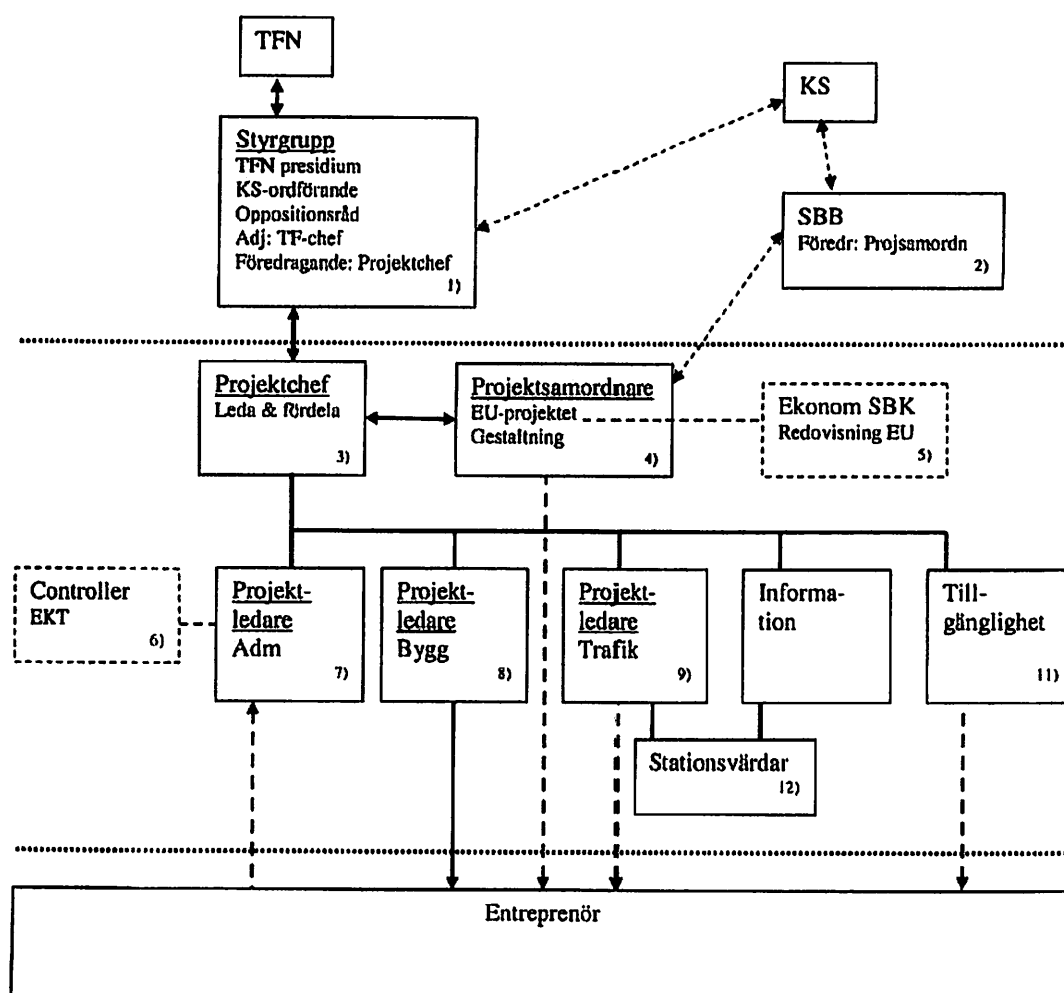 TFN
KS
Styrgrupp
TFN presidium
KS-ordförande
Oppositionsråd
Adj: TF-chef
Föredragande: Projektchef
1)
SBB
Föredr: Projsamordn
2)
Projektchef
Leda & fördela
3)
Projektsamordnare
EU-projektet
Gestaltning
4)
Ekonom SBK
Redovisning EU
5)
Controller
EKT
6)
Projekt-
ledare
Adm
7)
Projekt-
ledare
Bygg
8)
Projekt-
ledare
Trafik
9)
Informa-
tion
Till-
gänglighet
11)
Stationsvärdar
12)
Entreprenör